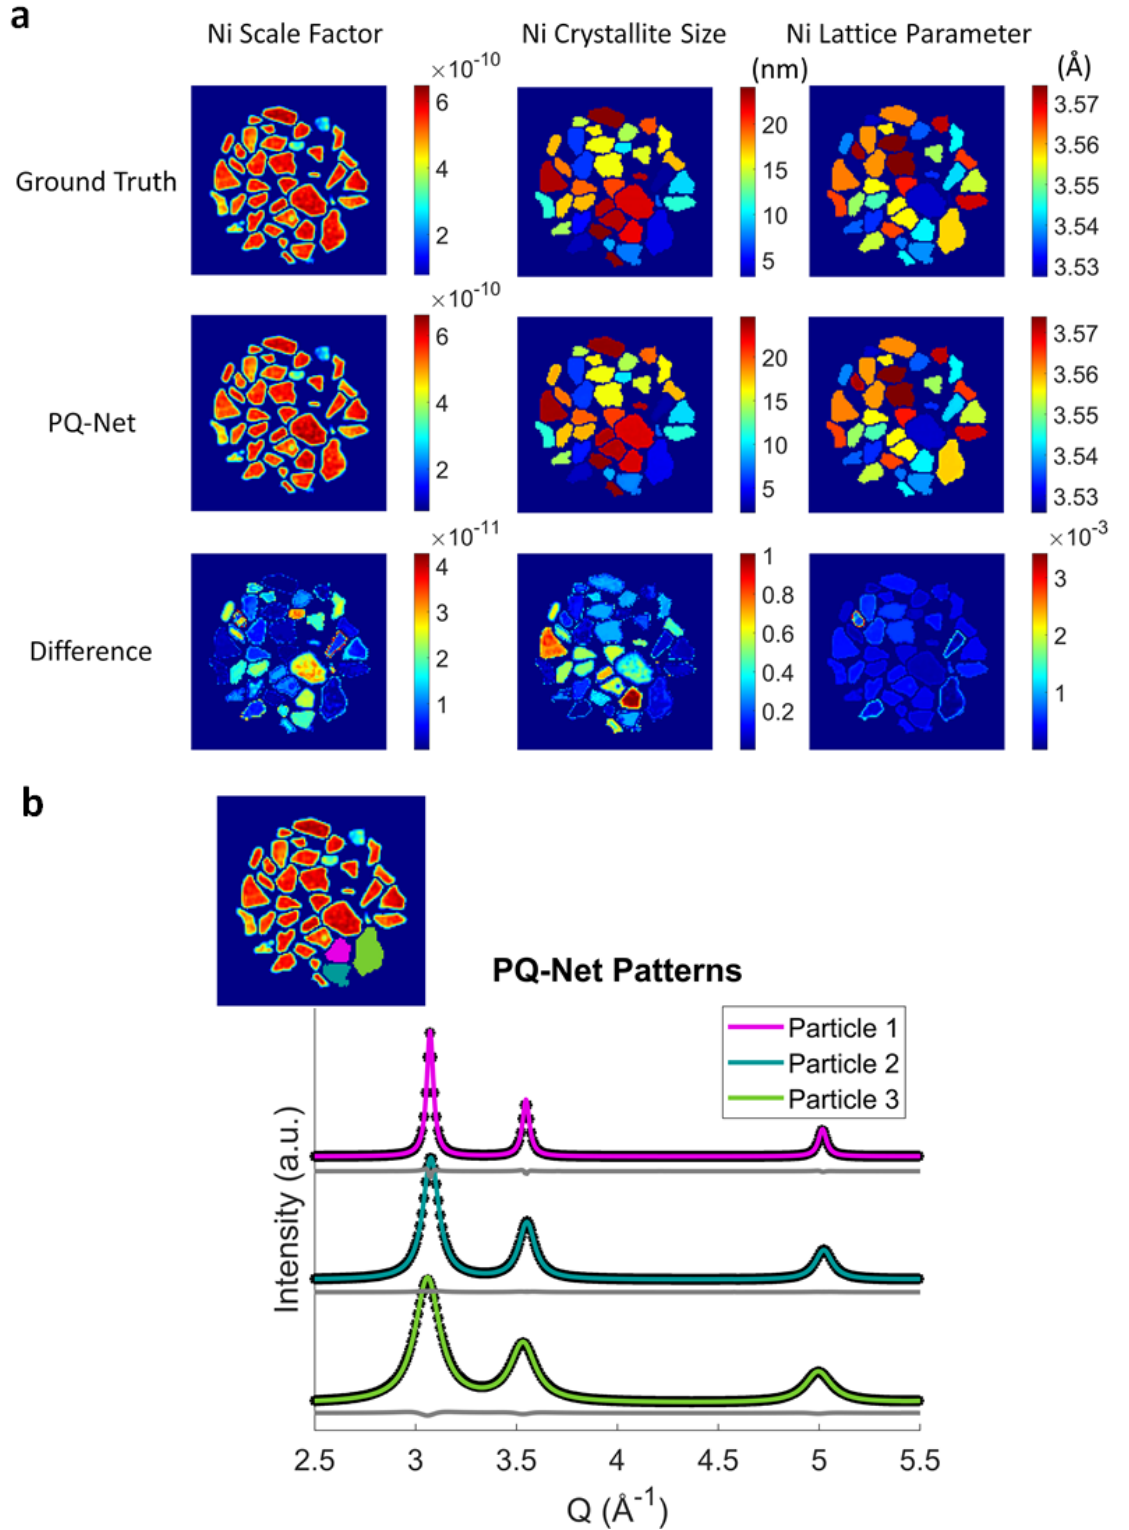 a
Ni Scale Factor
Ni Crystallite Size
Ni Lattice Parameter
×10⁻¹⁰
(nm)
(Å)
Ground Truth
6
4
2
20
15
10
5
3.57
3.56
3.55
3.54
3.53
×10⁻¹⁰
PQ-Net
6
4
2
20
15
10
5
3.57
3.56
3.55
3.54
3.53
×10⁻¹¹
×10⁻³
Difference
4
3
2
1
1
0.8
0.6
0.4
0.2
3
2
1
b
PQ-Net Patterns
Particle 1
Particle 2
Particle 3
Intensity (a.u.)
2.5 3 3.5 4 4.5 5 5.5
Q (Å⁻¹)